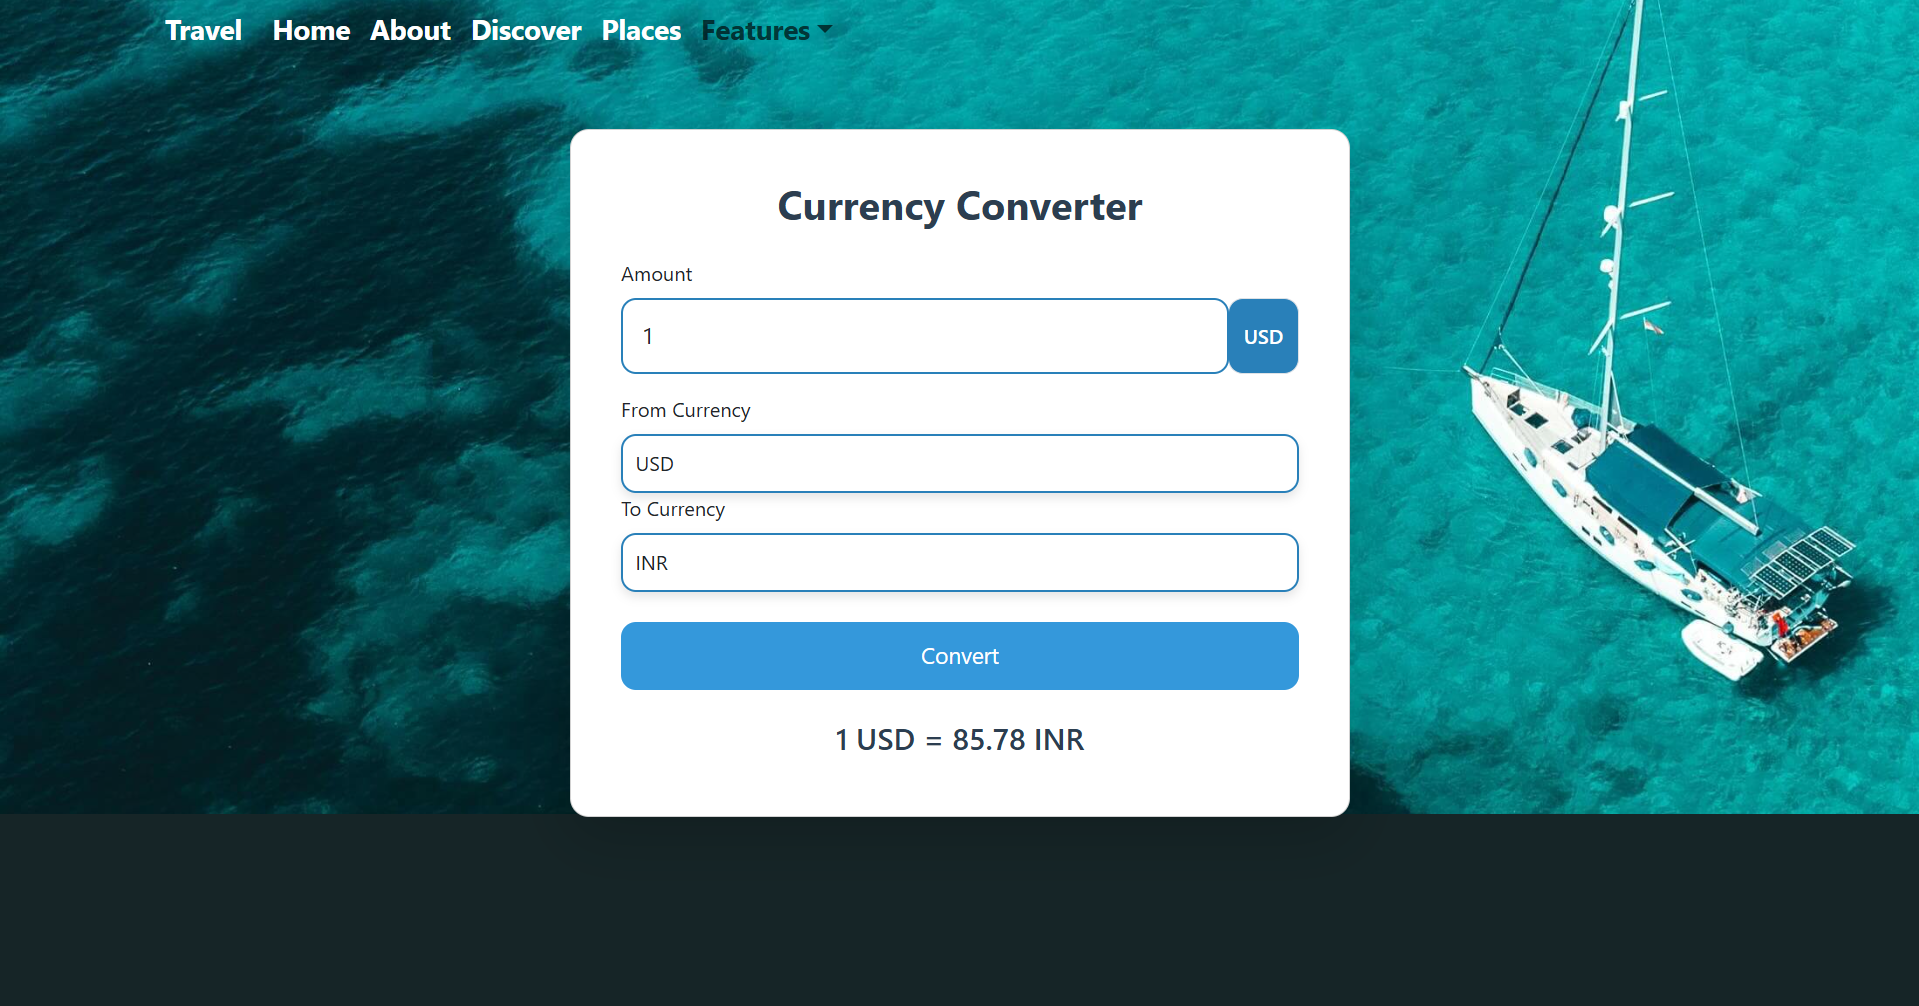 Travel Home About Discover Places Features
Currency Converter
Amount
1 USD
From Currency
USD
To Currency
INR
Convert
1 USD = 85.78 INR